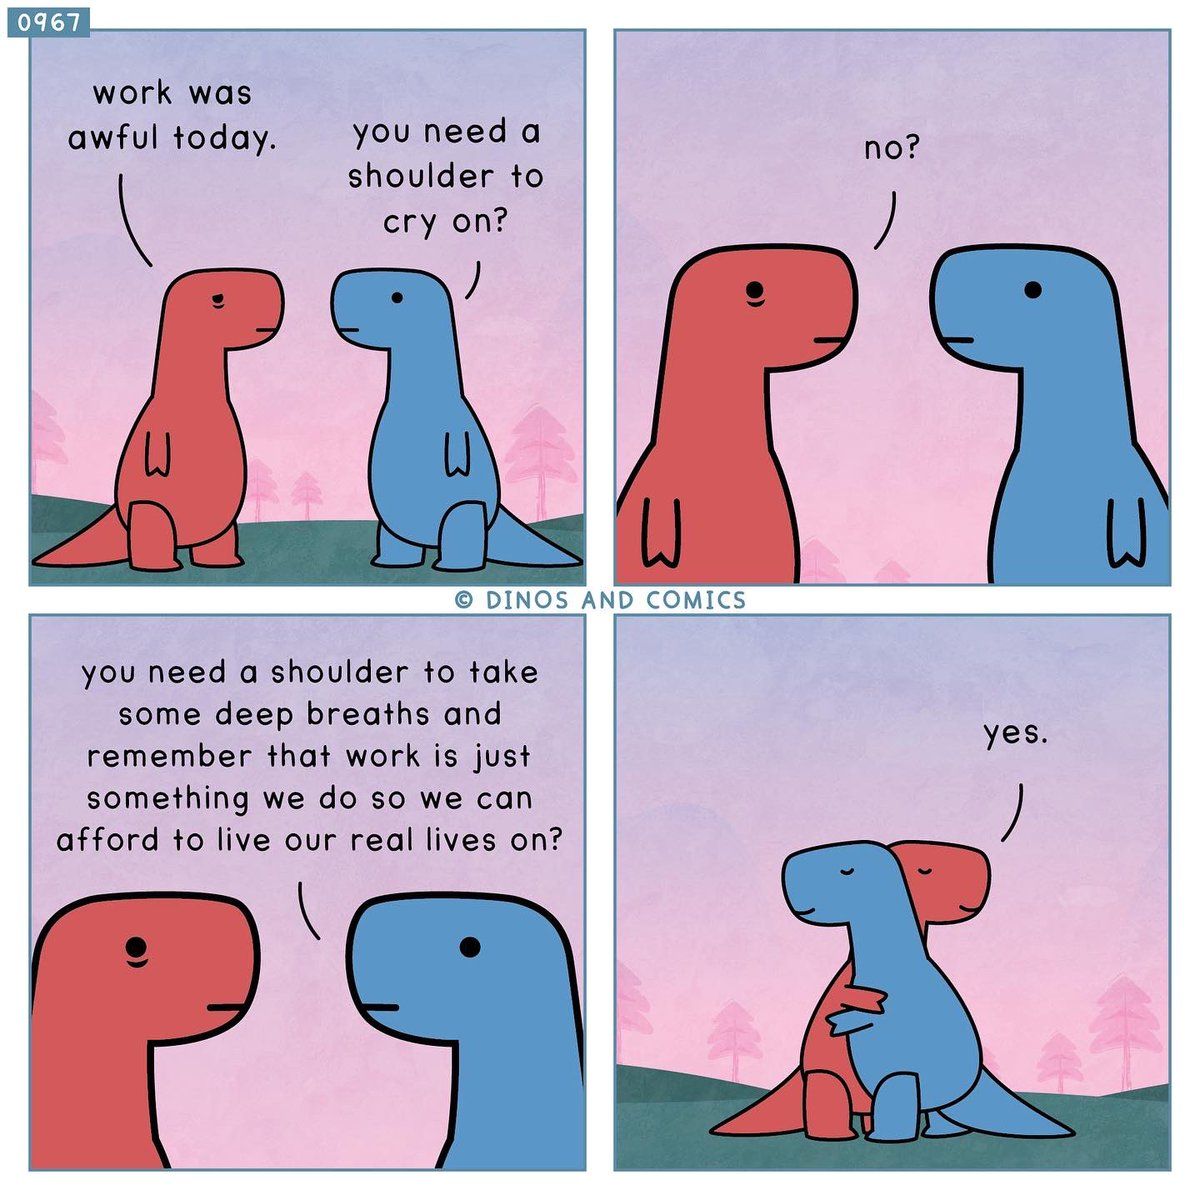 0967
work was
awful today.
you need a
shoulder to
cry on?
no?
© DINOS AND COMICS
you need a shoulder to take
some deep breaths and
remember that work is just
something we do so we can
afford to live our real lives on?
yes.